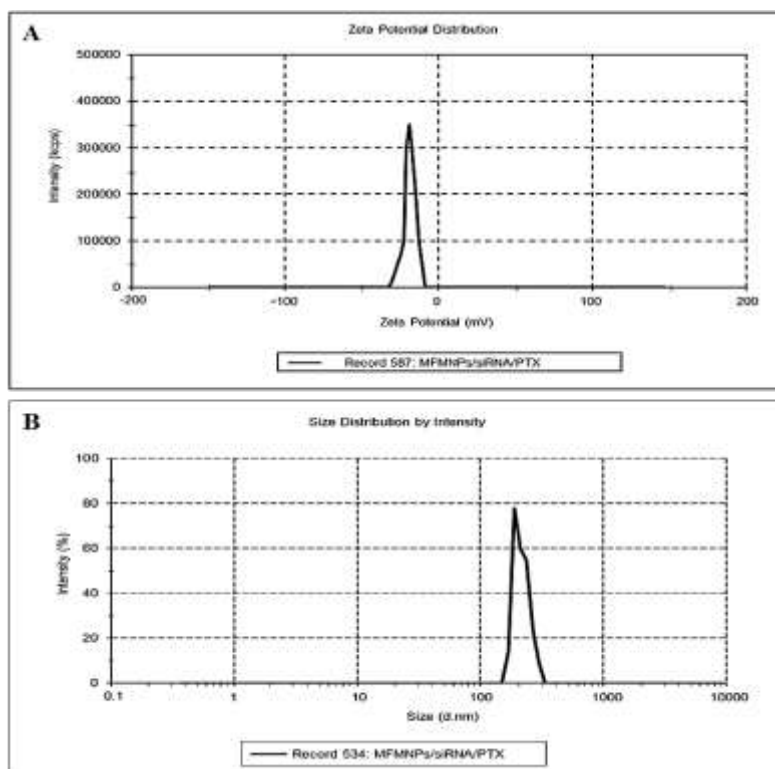 A
Zeta Potential Distribution
500000
400000
300000
200000
100000
0
Intensity (kcps)
-200 -100 0 100 200
Zeta Potential (mV)
Record 587: MFMNPs/siRNA/PTX
B
Size Distribution by Intensity
100
80
60
40
20
0
Intensity (%)
0.1 1 10 100 1000 10000
Size (d.nm)
Record 534: MFMNPs/siRNA/PTX